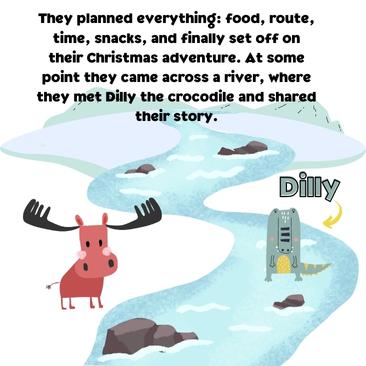 They planned everything: food, route,
time, snacks, and finally set off on
their Christmas adventure. At some
point they came across a river, where
they met Dilly the crocodile and shared
their story.
Dilly